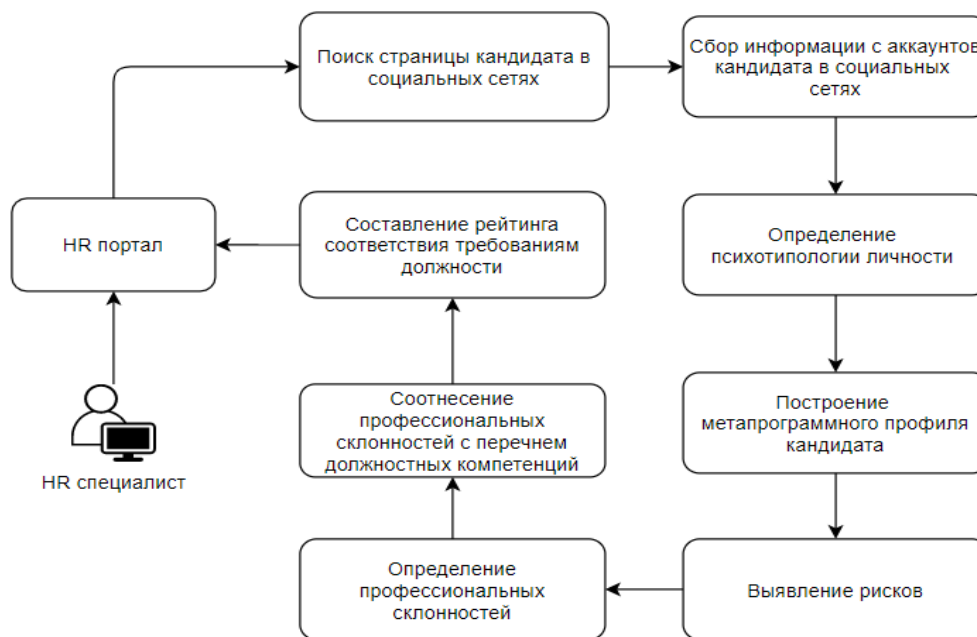 Поиск страницы кандидата в
социальных сетях
Сбор информации с аккаунтов
кандидата в социальных
сетях
HR портал
Составление рейтинга
соответствия требованиям
должности
Определение
психотипологии личности
Соотнесение
профессиональных
склонностей с перечнем
должностных компетенций
Построение
метапрограммного профиля
кандидата
HR специалист
Определение
профессиональных
склонностей
Выявление рисков